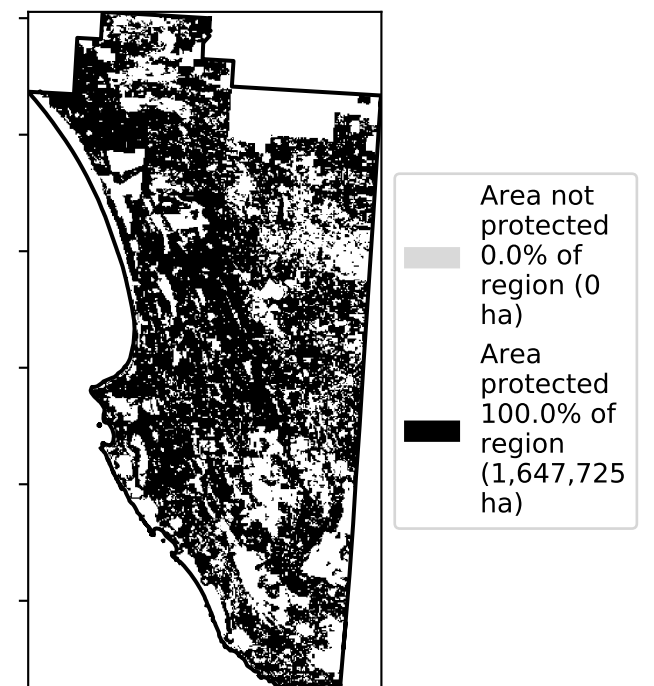 Area not
protected
0.0% of
region (0
ha)
Area
protected
100.0% of
region
(1,647,725
ha)